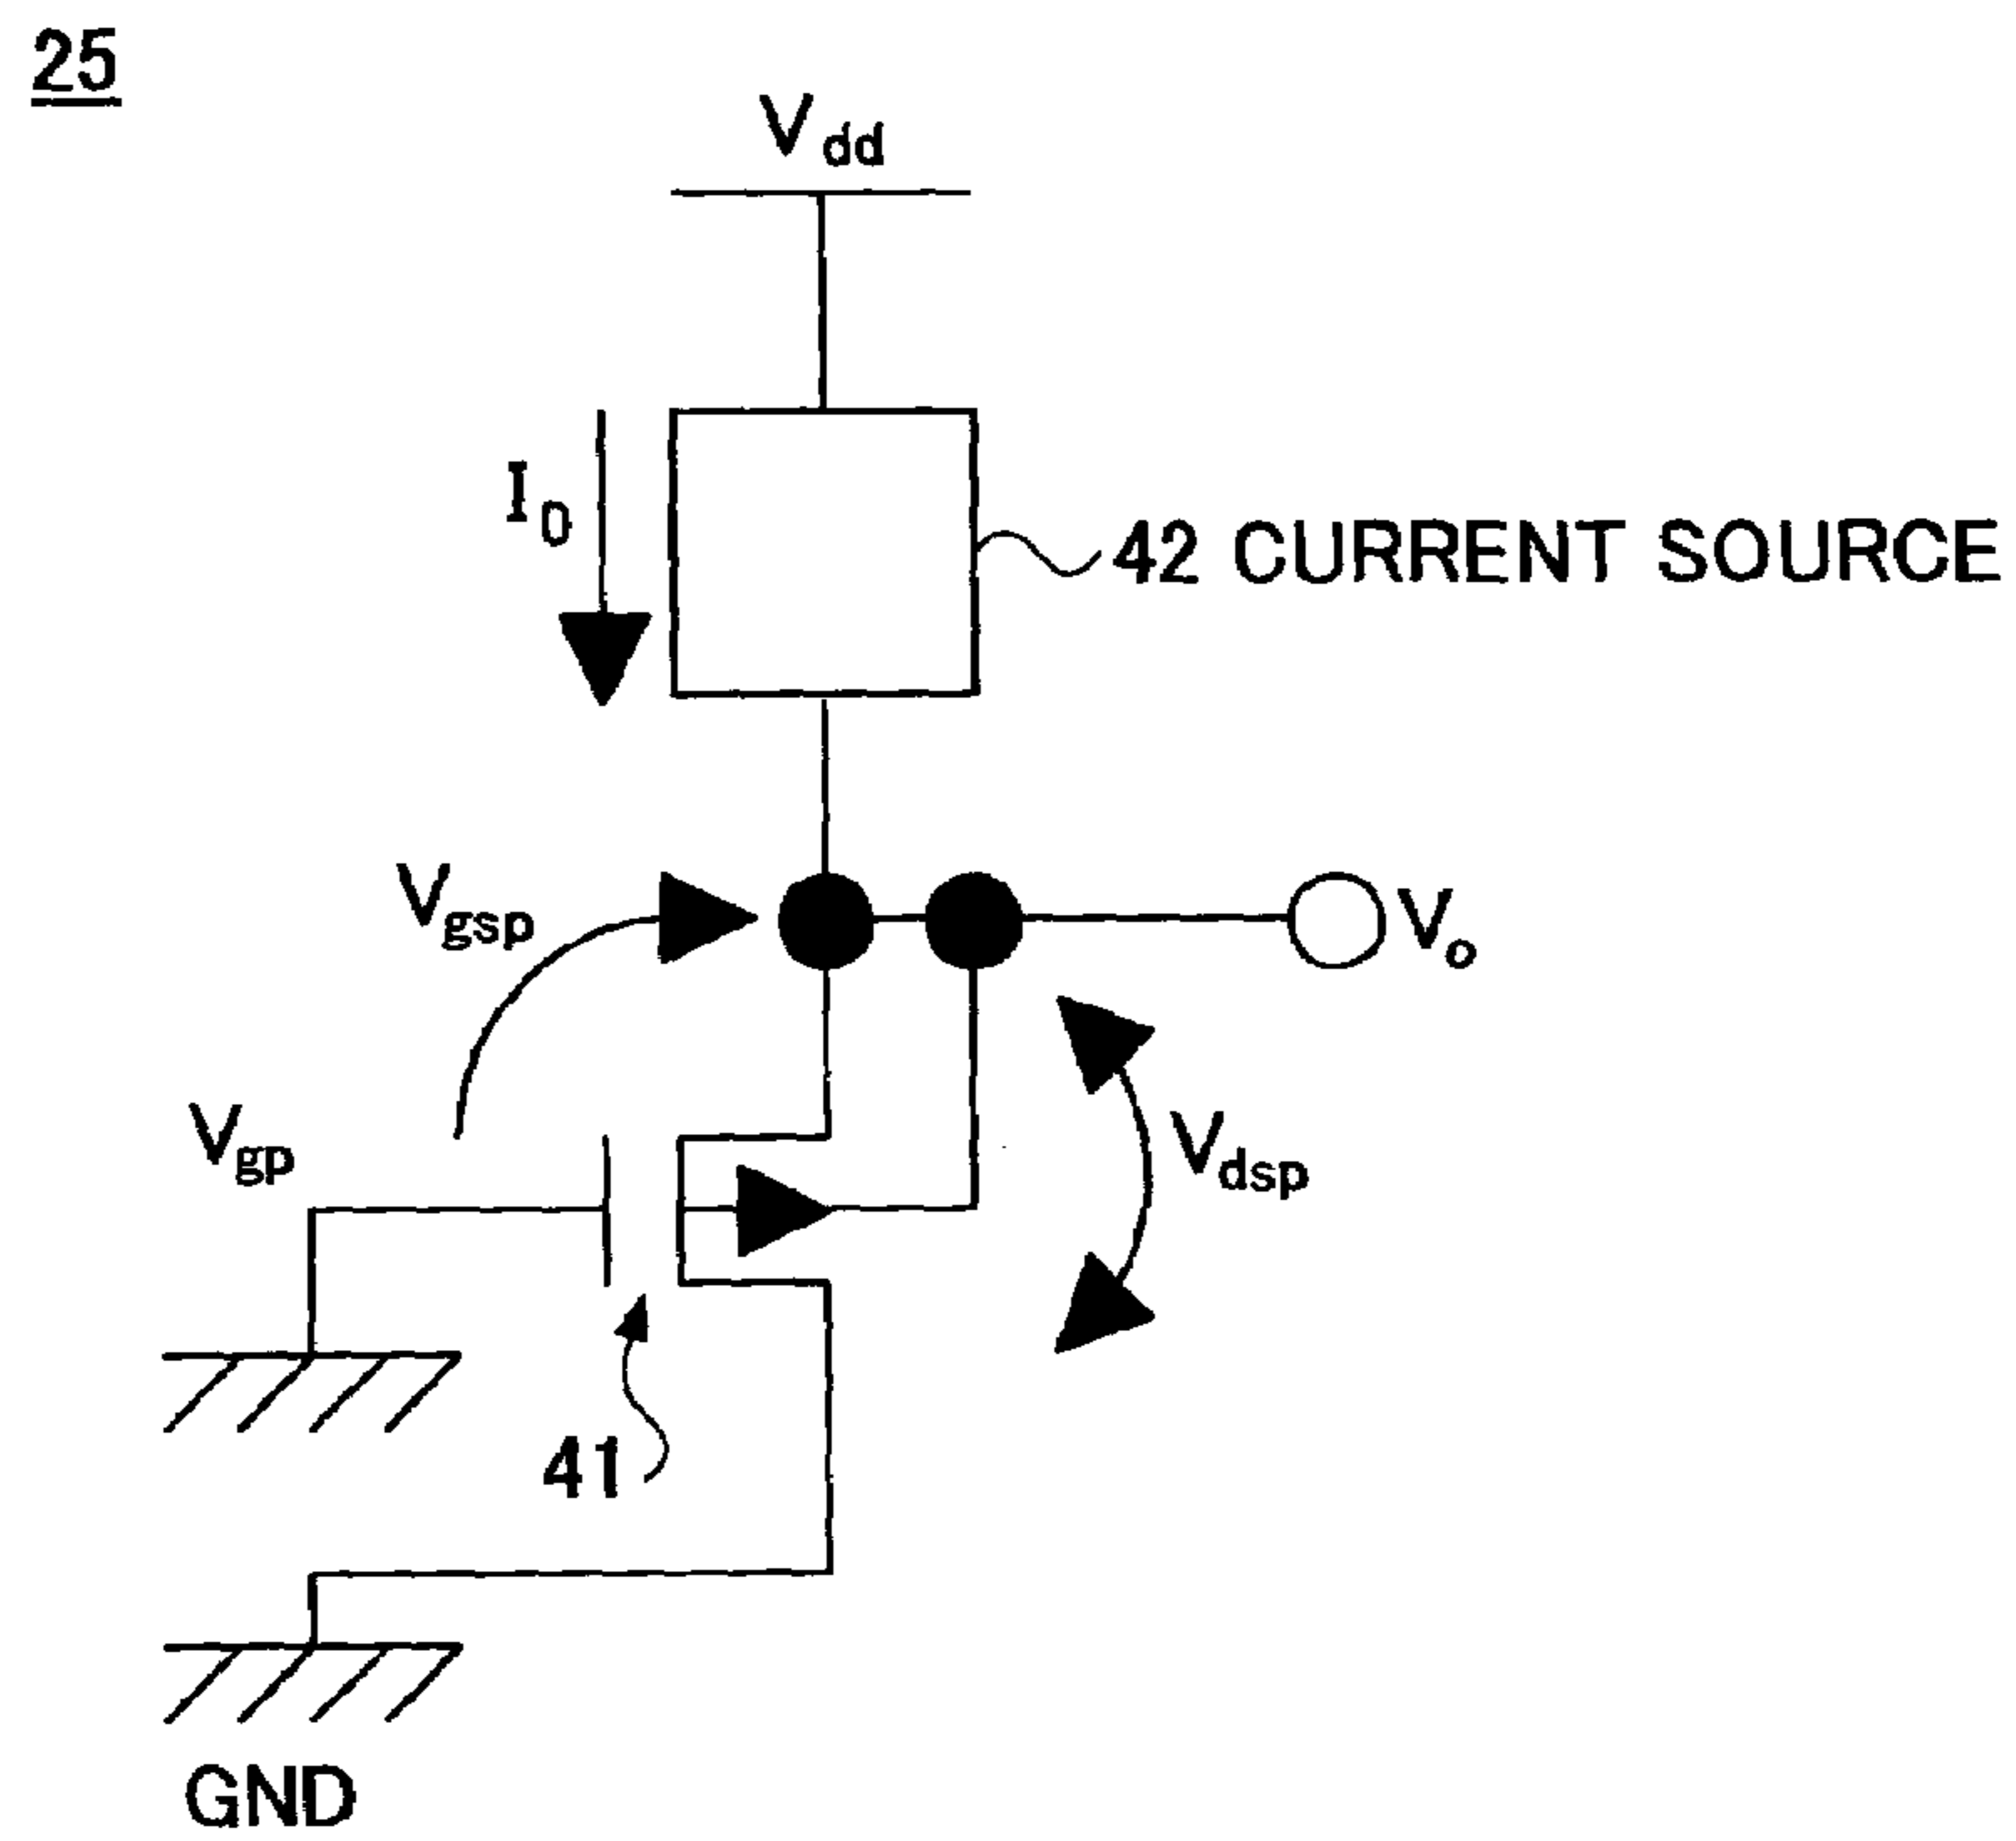 25
Vdd
I0
42 CURRENT SOURCE
Vgsp
Vo
Vgp
Vdsp
41
GND